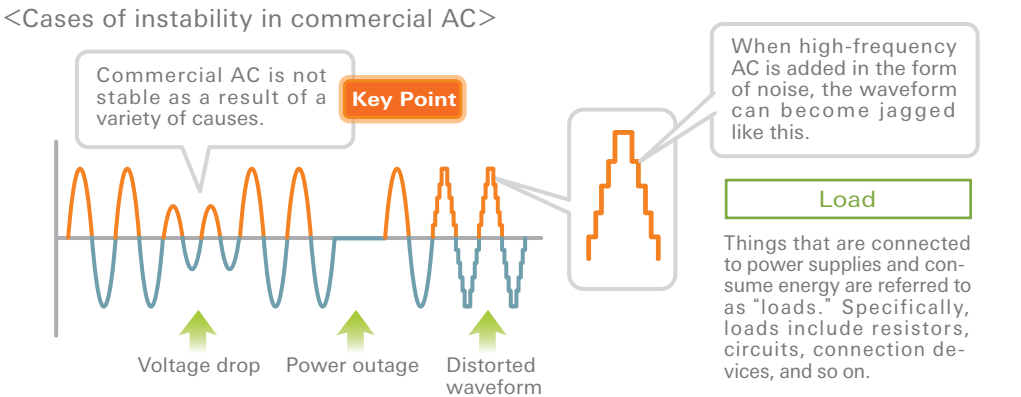 <Cases of instability in commercial AC>
Commercial AC is not
stable as a result of a
variety of causes.
Key Point
When high-frequency
AC is added in the form
of noise, the waveform
can become jagged
like this.
Load
Things that are connected
to power supplies and con-
sume energy are referred to
as “loads.” Specifically,
loads include resistors,
circuits, connection de-
vices, and so on.
Voltage drop
Power outage
Distorted
waveform